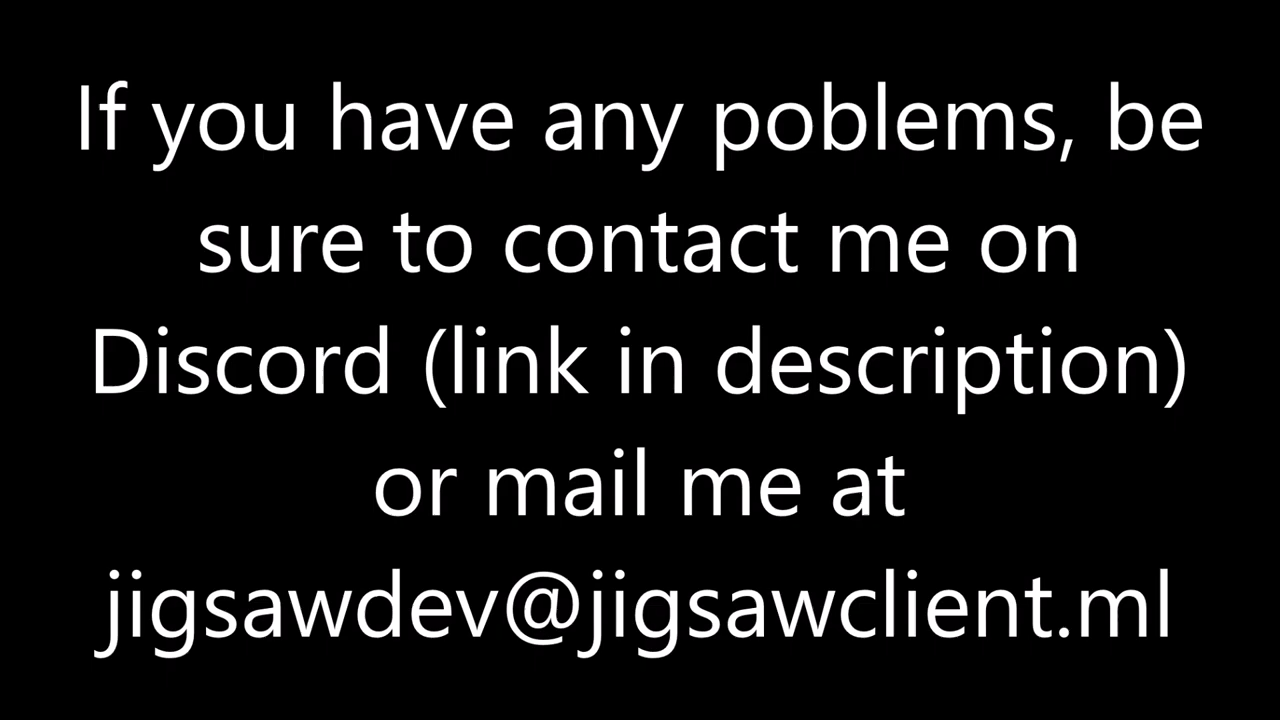 If you have any poblems, be
sure to contact me on
Discord (link in description)
or mail me at
jigsawdev@jigsawclient.ml